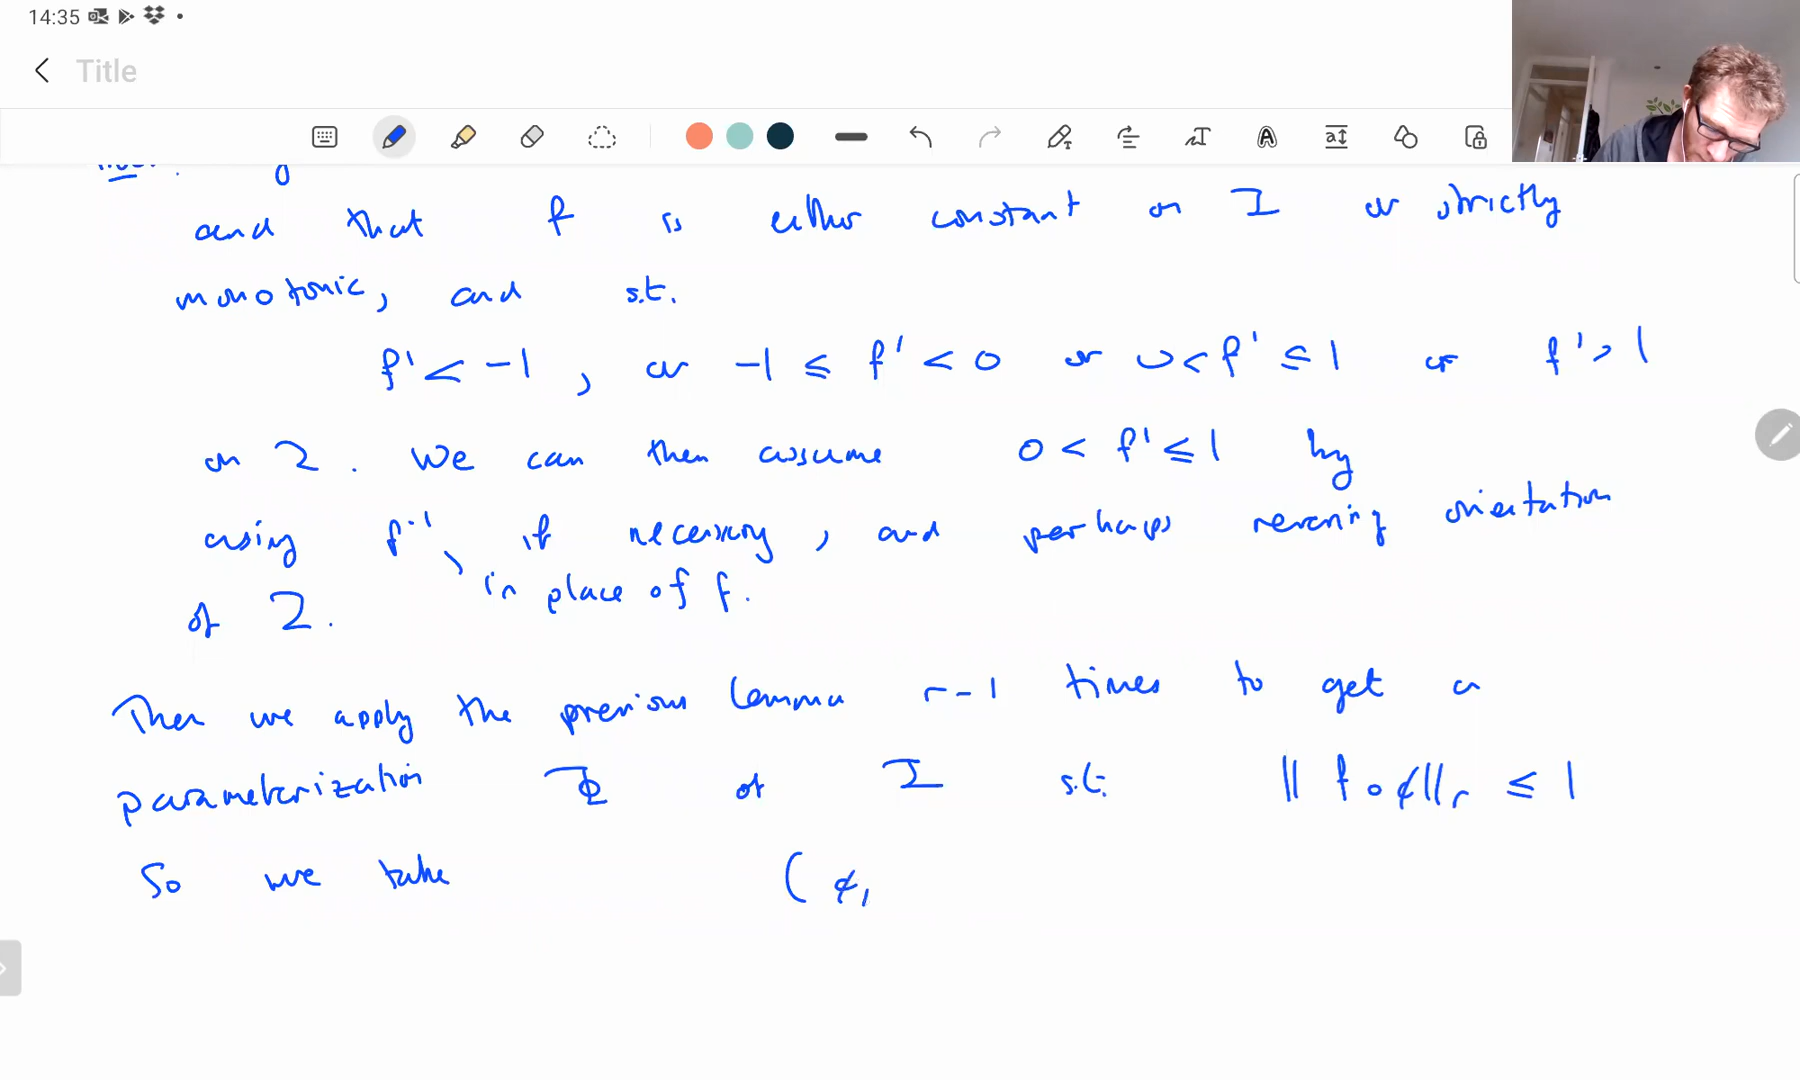 14:35
Title
and that f is either constant on I or strictly
monotonic, and s.t.
f' < -1, or -1 ≤ f' < 0 or 0 < f' ≤ 1 or f' > 1
on I. We can then assume 0 < f' ≤ 1 by
using f⁻¹, if necessary, and perhaps reversing orientation
in place of f.
of I.
Then we apply the previous lemma r-1 times to get a
parameterization Φ of I s.t. ||f∘ϕ||ᵣ ≤ 1
So we take (ϕ,